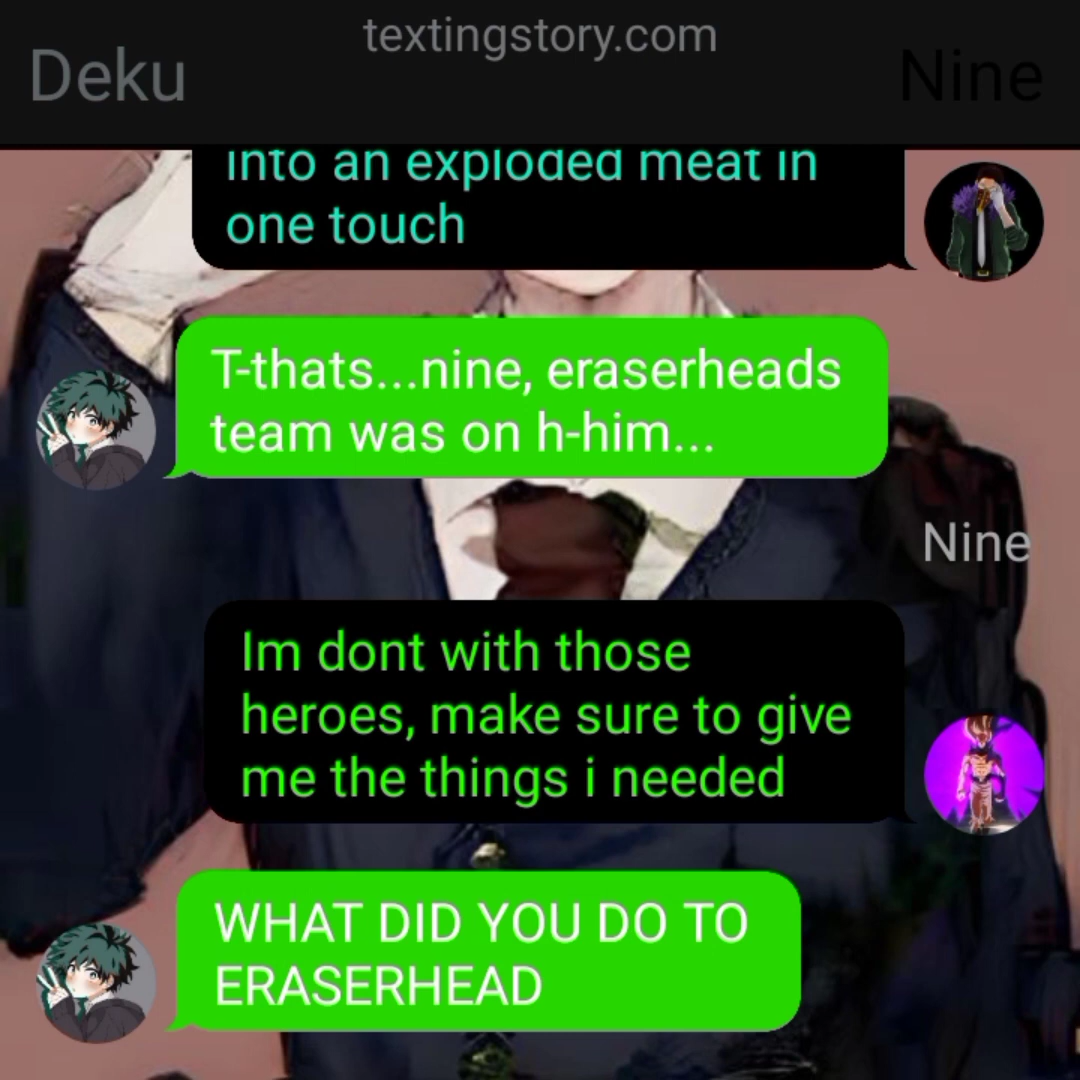 textingstory.com
Deku
Nine
into an exploded meat in
one touch
T-thats...nine, eraserheads
team was on h-him...
Nine
Im dont with those
heroes, make sure to give
me the things i needed
WHAT DID YOU DO TO
ERASERHEAD